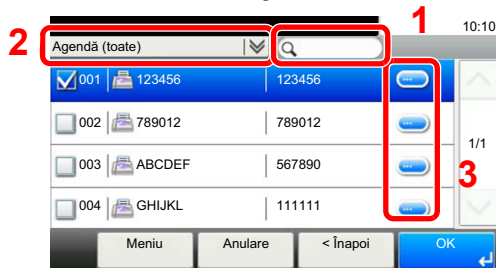 1
10:10
2
Agendă (toate)
001 123456 123456
002 789012 789012
1/1
003 ABCDEF 567890
3
004 GHIJKL 111111
Meniu Anulare < Înapoi OK